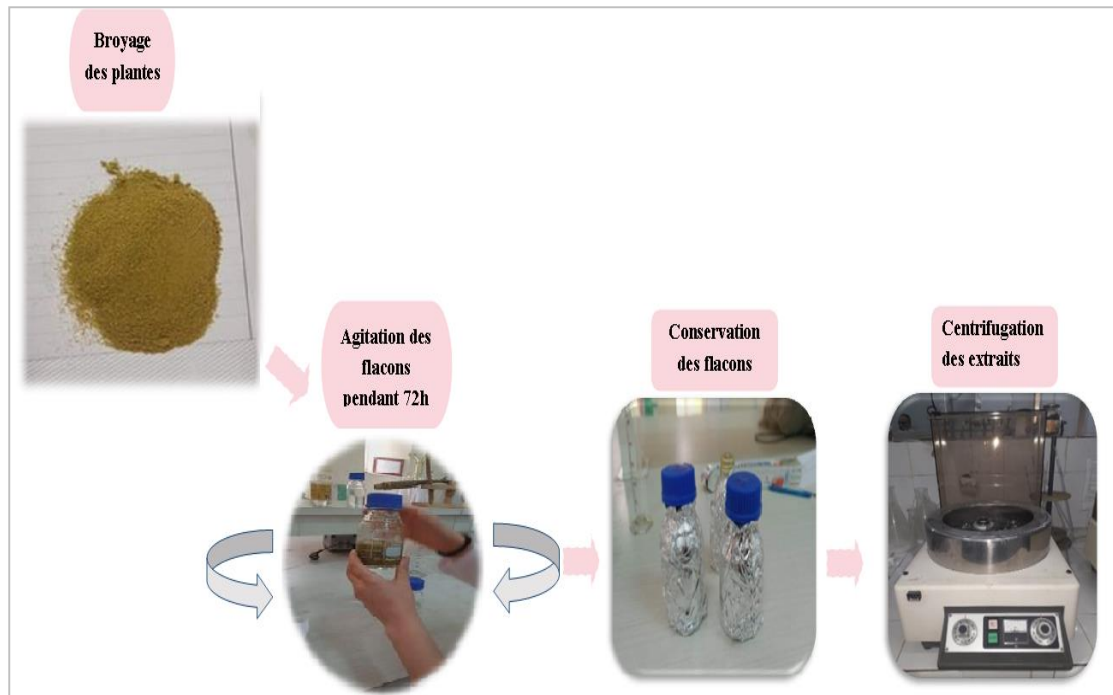 Broyage
des plantes
Agitation des
flacons
pendant 72h
Conservation
des flacons
Centrifugation
des extraits